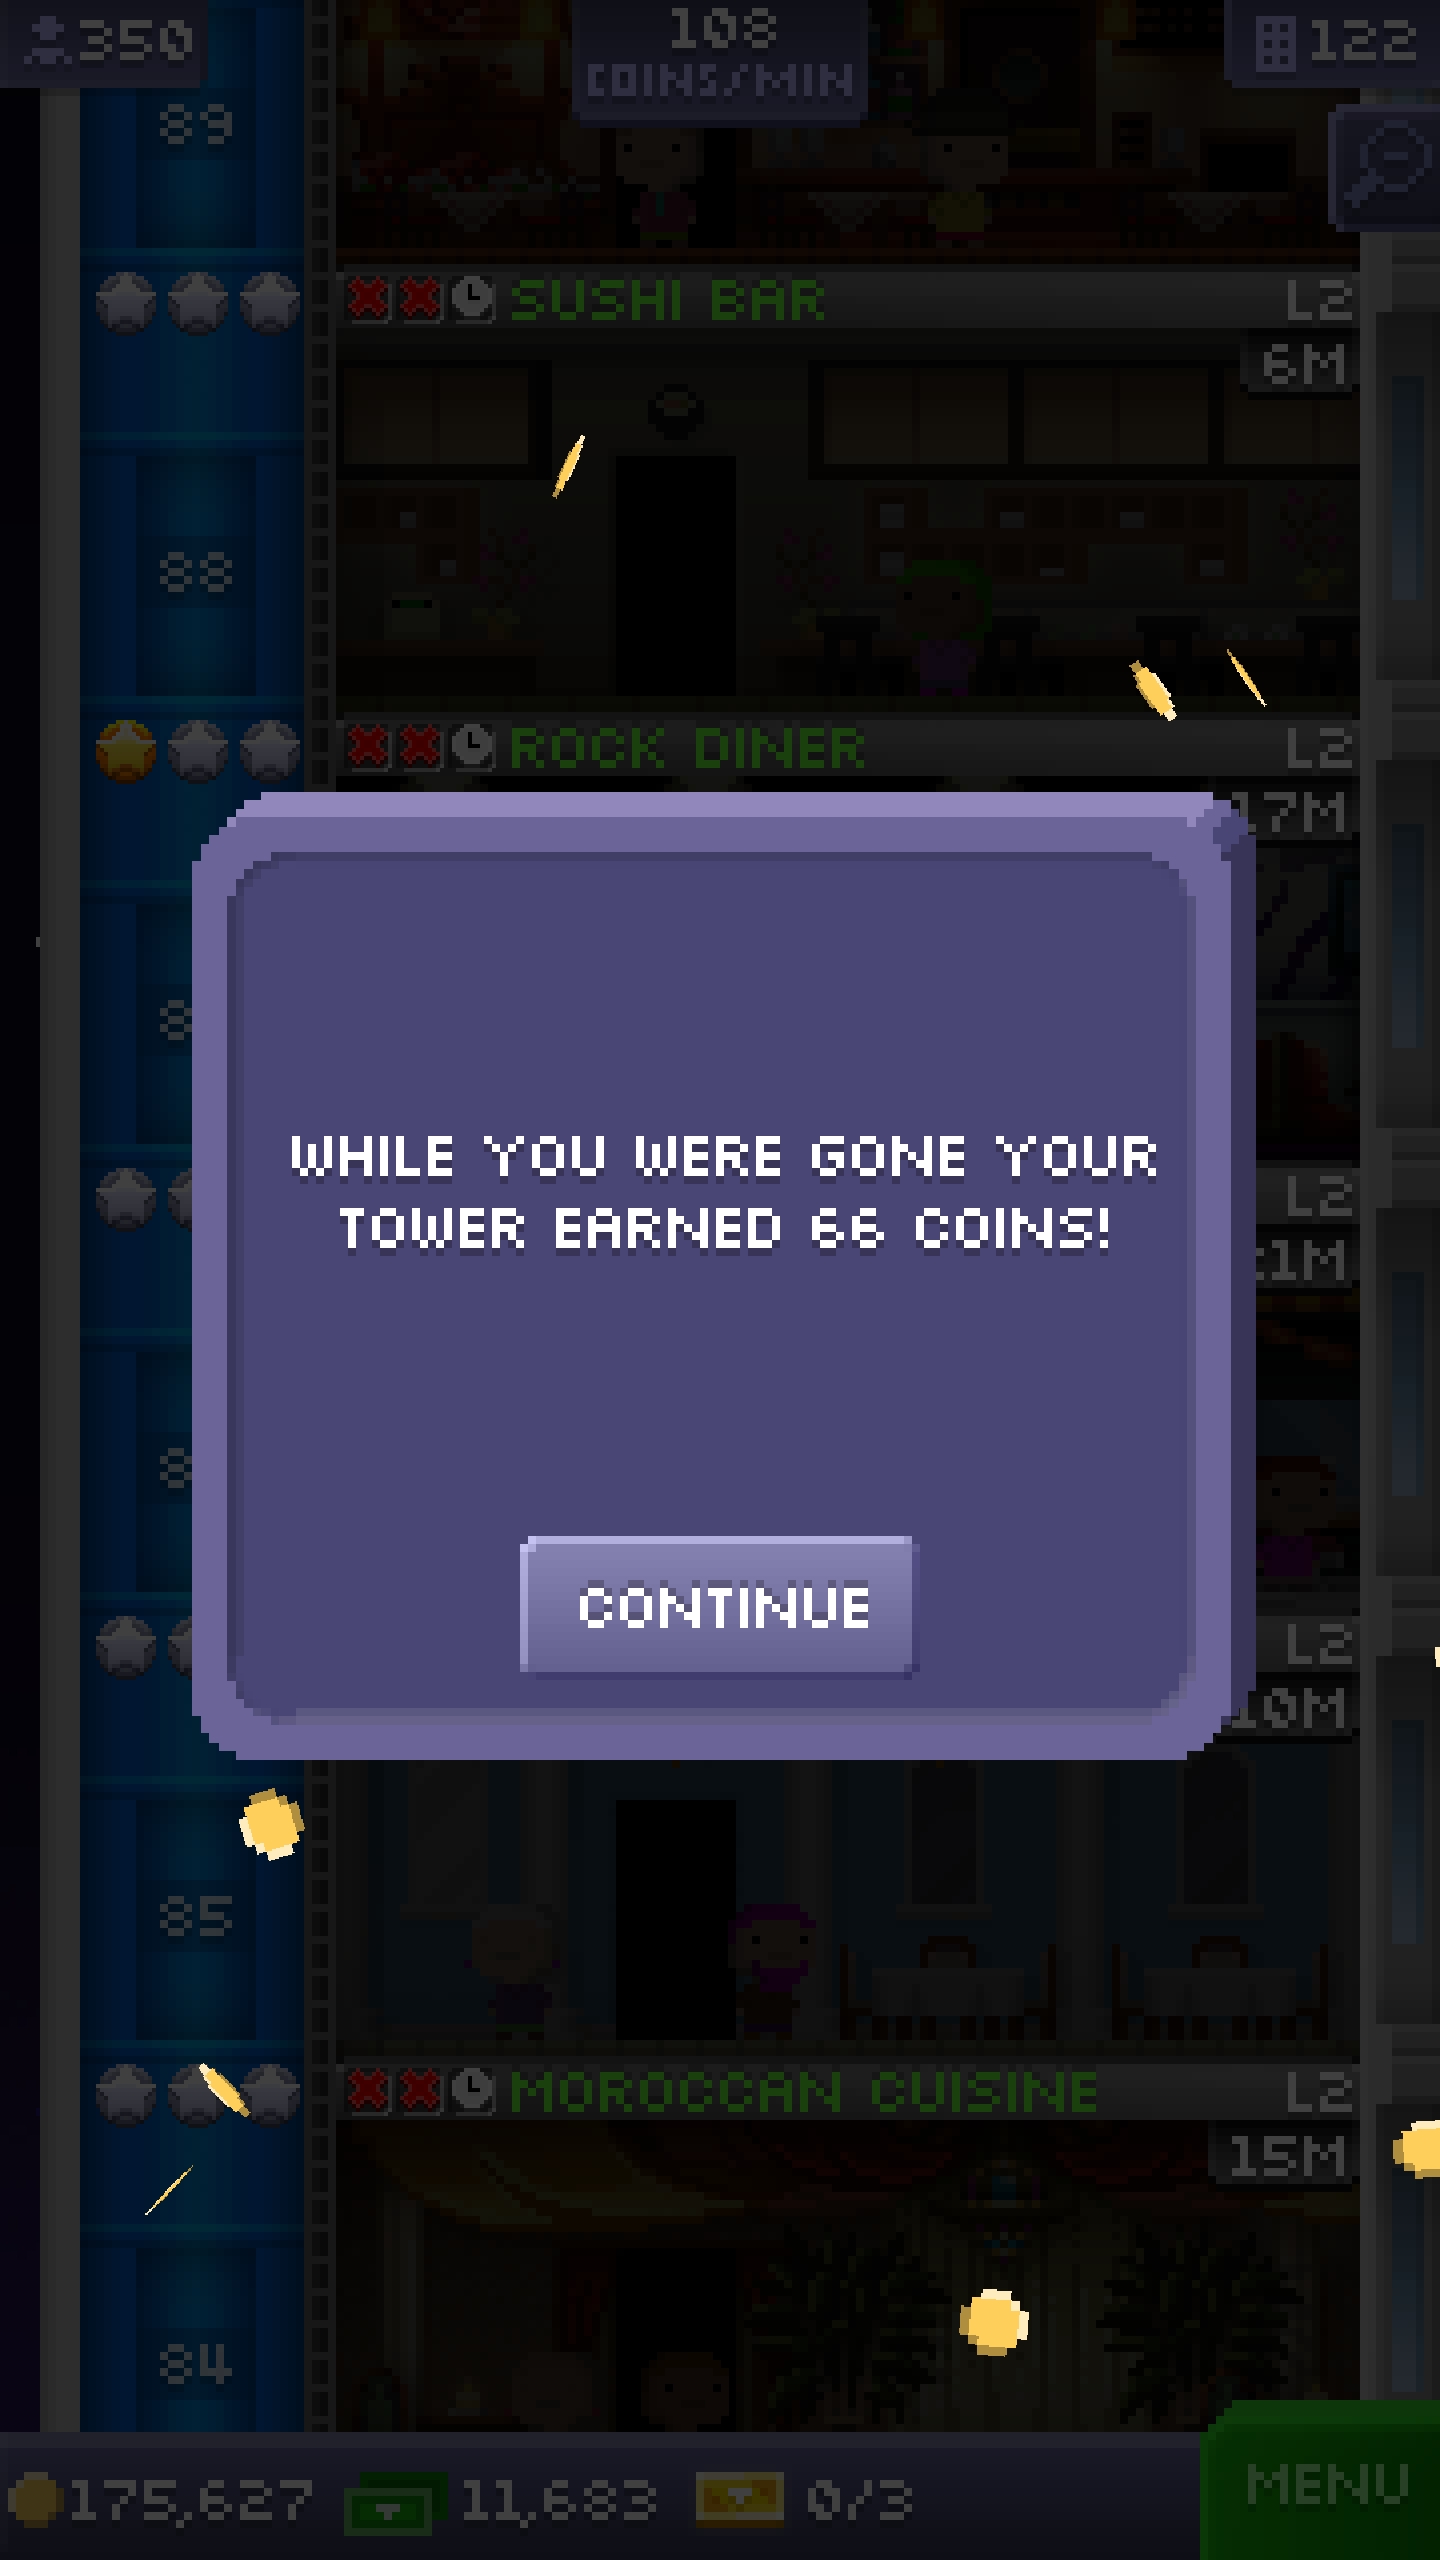 350
108
122
COINS/MIN
89
SUSHI BAR L2
6M
88
ROCK DINER L2
17M
WHILE YOU WERE GONE YOUR
TOWER EARNED 66 COINS!
L2
CONTINUE
L2
85
MOROCCAN CUISINE L2
15M
84
175,627 11,683 0/3 MENU